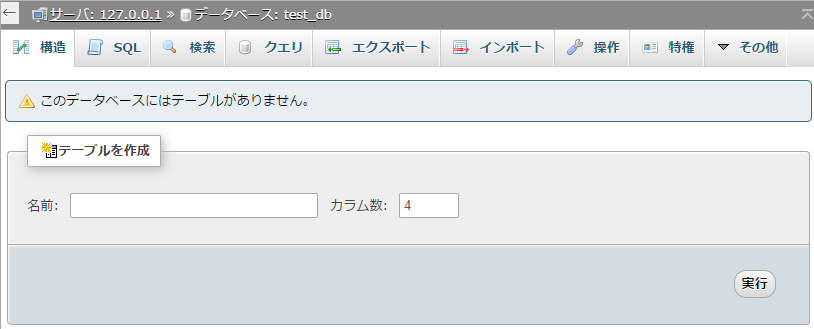 ← サーバ: 127.0.0.1 » データベース: test_db
構造 SQL 検索 クエリ エクスポート インポート 操作 特権 その他
このデータベースにはテーブルがありません。
テーブルを作成
名前: カラム数: 4
実行